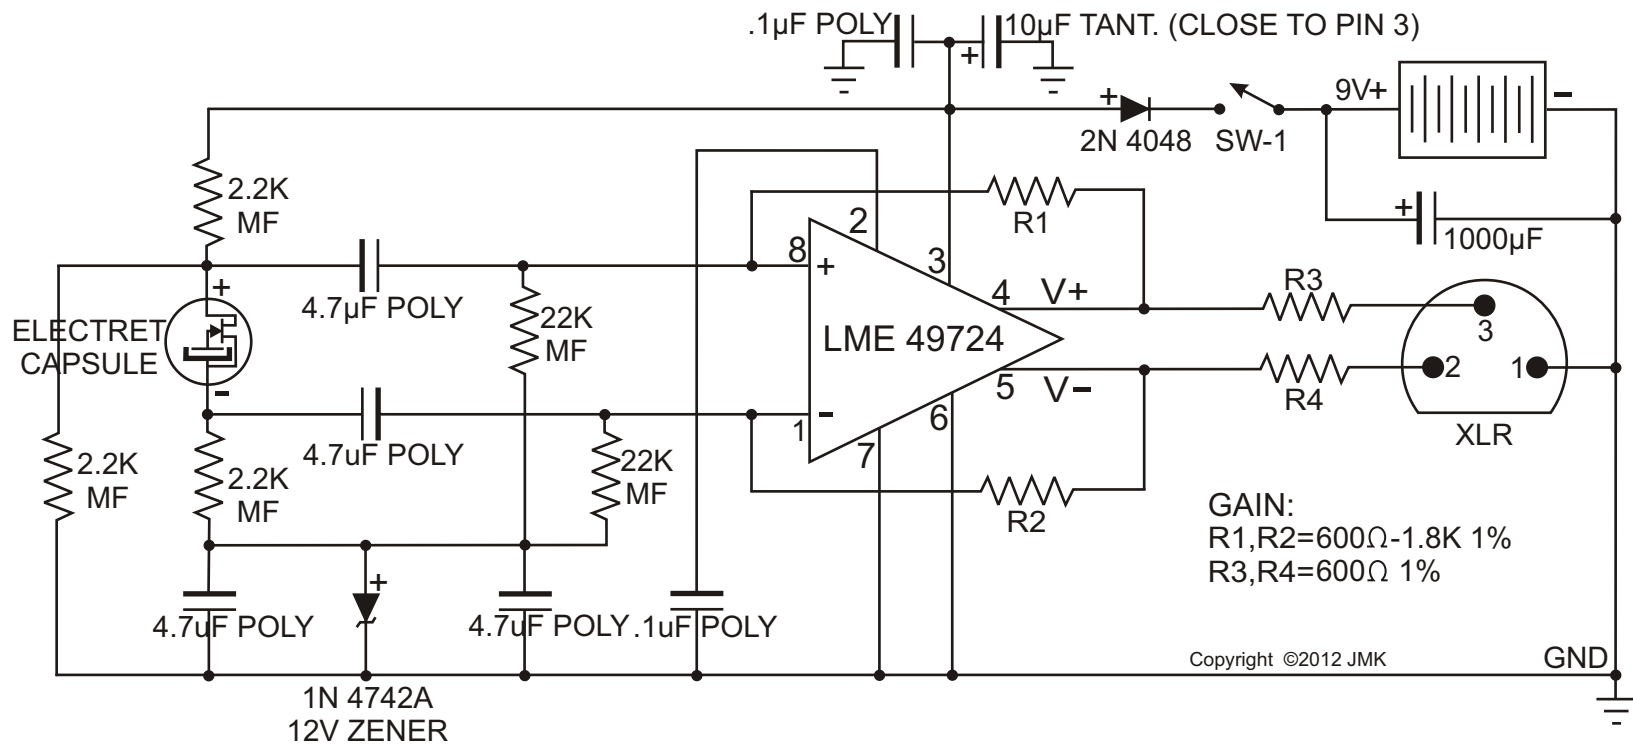 .1µF POLY
10µF TANT. (CLOSE TO PIN 3)
+
9V+
-
+
2N 4048
SW-1
2.2K
MF
R1
+
1000µF
2
8
+
3
+
4.7µF POLY
4
V+
R3
ELECTRET
CAPSULE
22K
MF
LME 49724
3
2
1
5
V-
R4
-
-
1
6
XLR
4.7uF POLY
7
2.2K
MF
2.2K
MF
22K
MF
R2
GAIN:
R1,R2=600Ω-1.8K 1%
R3,R4=600Ω 1%
+
4.7uF POLY
4.7uF POLY
.1uF POLY
Copyright ©2012 JMK
GND
1N 4742A
12V ZENER